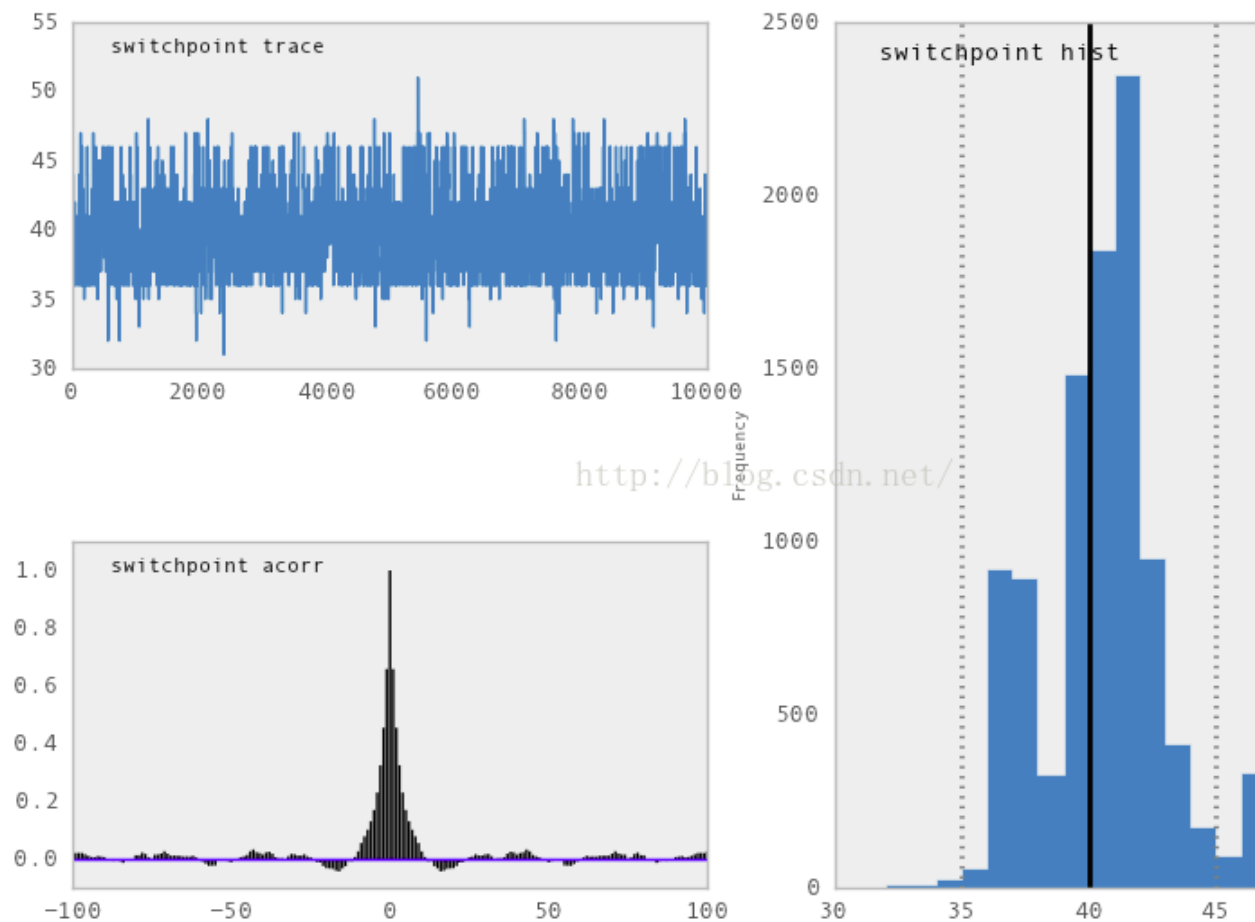 switchpoint trace
55
50
45
40
35
30
0 2000 4000 6000 8000 10000
switchpoint acorr
1.0
0.8
0.6
0.4
0.2
0.0
−100 −50 0 50 100
switchpoint hist
2500
2000
1500
1000
500
0
Frequency
30 35 40 45
http://blog.csdn.net/